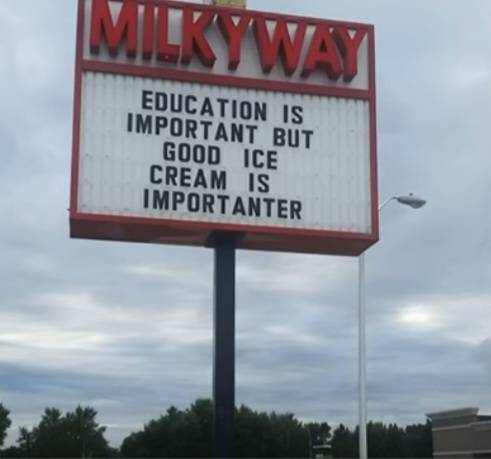 MILKYWAY
EDUCATION IS
IMPORTANT BUT
GOOD ICE
CREAM IS
IMPORTANTER